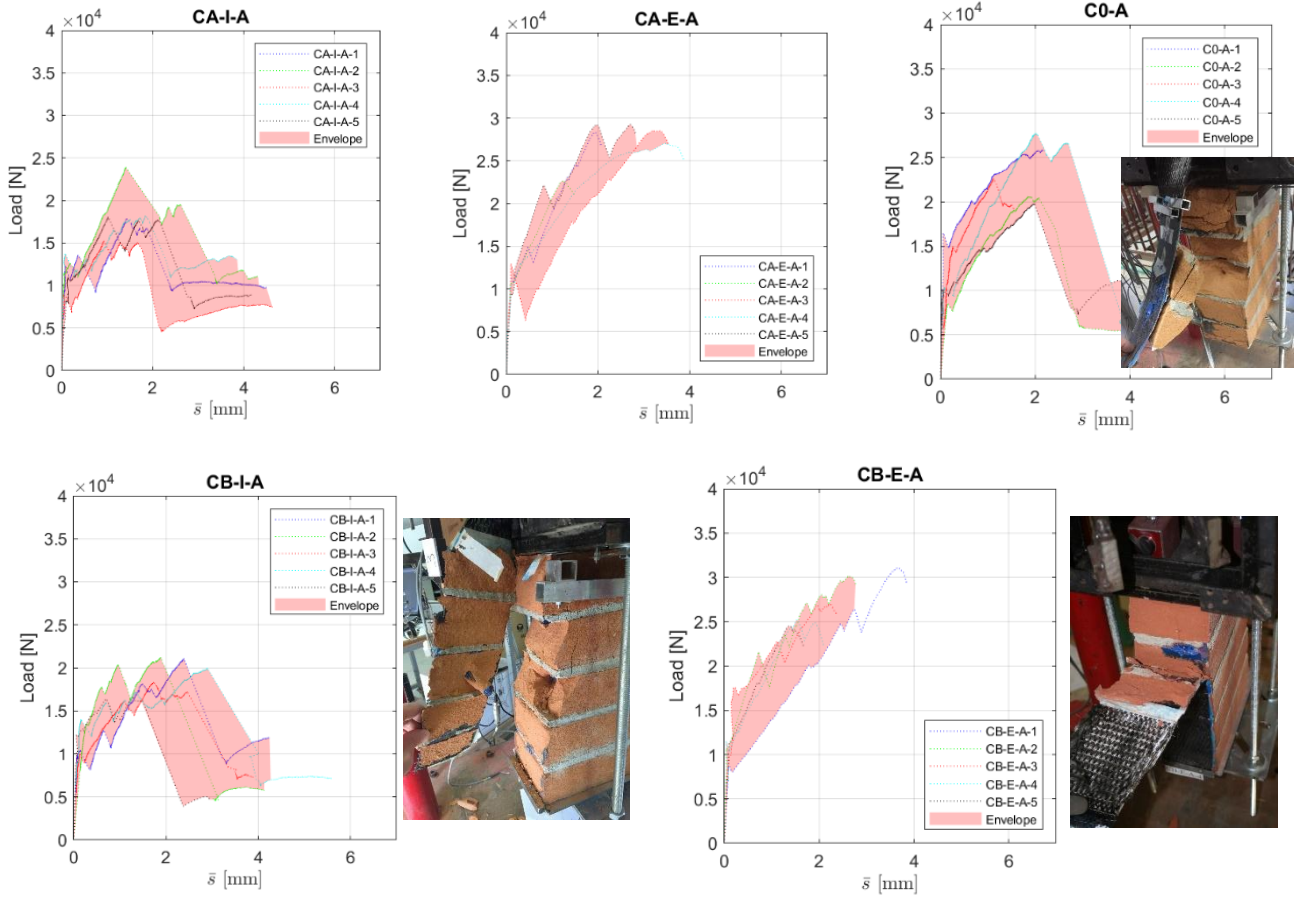 CA-I-A
×10⁴
4
3.5
3
2.5
2
1.5
1
0.5
0
Load [N]
CA-I-A-1
CA-I-A-2
CA-I-A-3
CA-I-A-4
CA-I-A-5
Envelope
0 2 4 6
s̄ [mm]
CA-E-A
×10⁴
4
3.5
3
2.5
2
1.5
1
0.5
0
Load [N]
CA-E-A-1
CA-E-A-2
CA-E-A-3
CA-E-A-4
CA-E-A-5
Envelope
0 2 4 6
s̄ [mm]
C0-A
×10⁴
4
3.5
3
2.5
2
1.5
1
0.5
0
Load [N]
C0-A-1
C0-A-2
C0-A-3
C0-A-4
C0-A-5
Envelope
0 2 4 6
s̄ [mm]
CB-I-A
×10⁴
4
3.5
3
2.5
2
1.5
1
0.5
0
Load [N]
CB-I-A-1
CB-I-A-2
CB-I-A-3
CB-I-A-4
CB-I-A-5
Envelope
0 2 4 6
s̄ [mm]
CB-E-A
×10⁴
4
3.5
3
2.5
2
1.5
1
0.5
0
Load [N]
CB-E-A-1
CB-E-A-2
CB-E-A-3
CB-E-A-4
CB-E-A-5
Envelope
0 2 4 6
s̄ [mm]